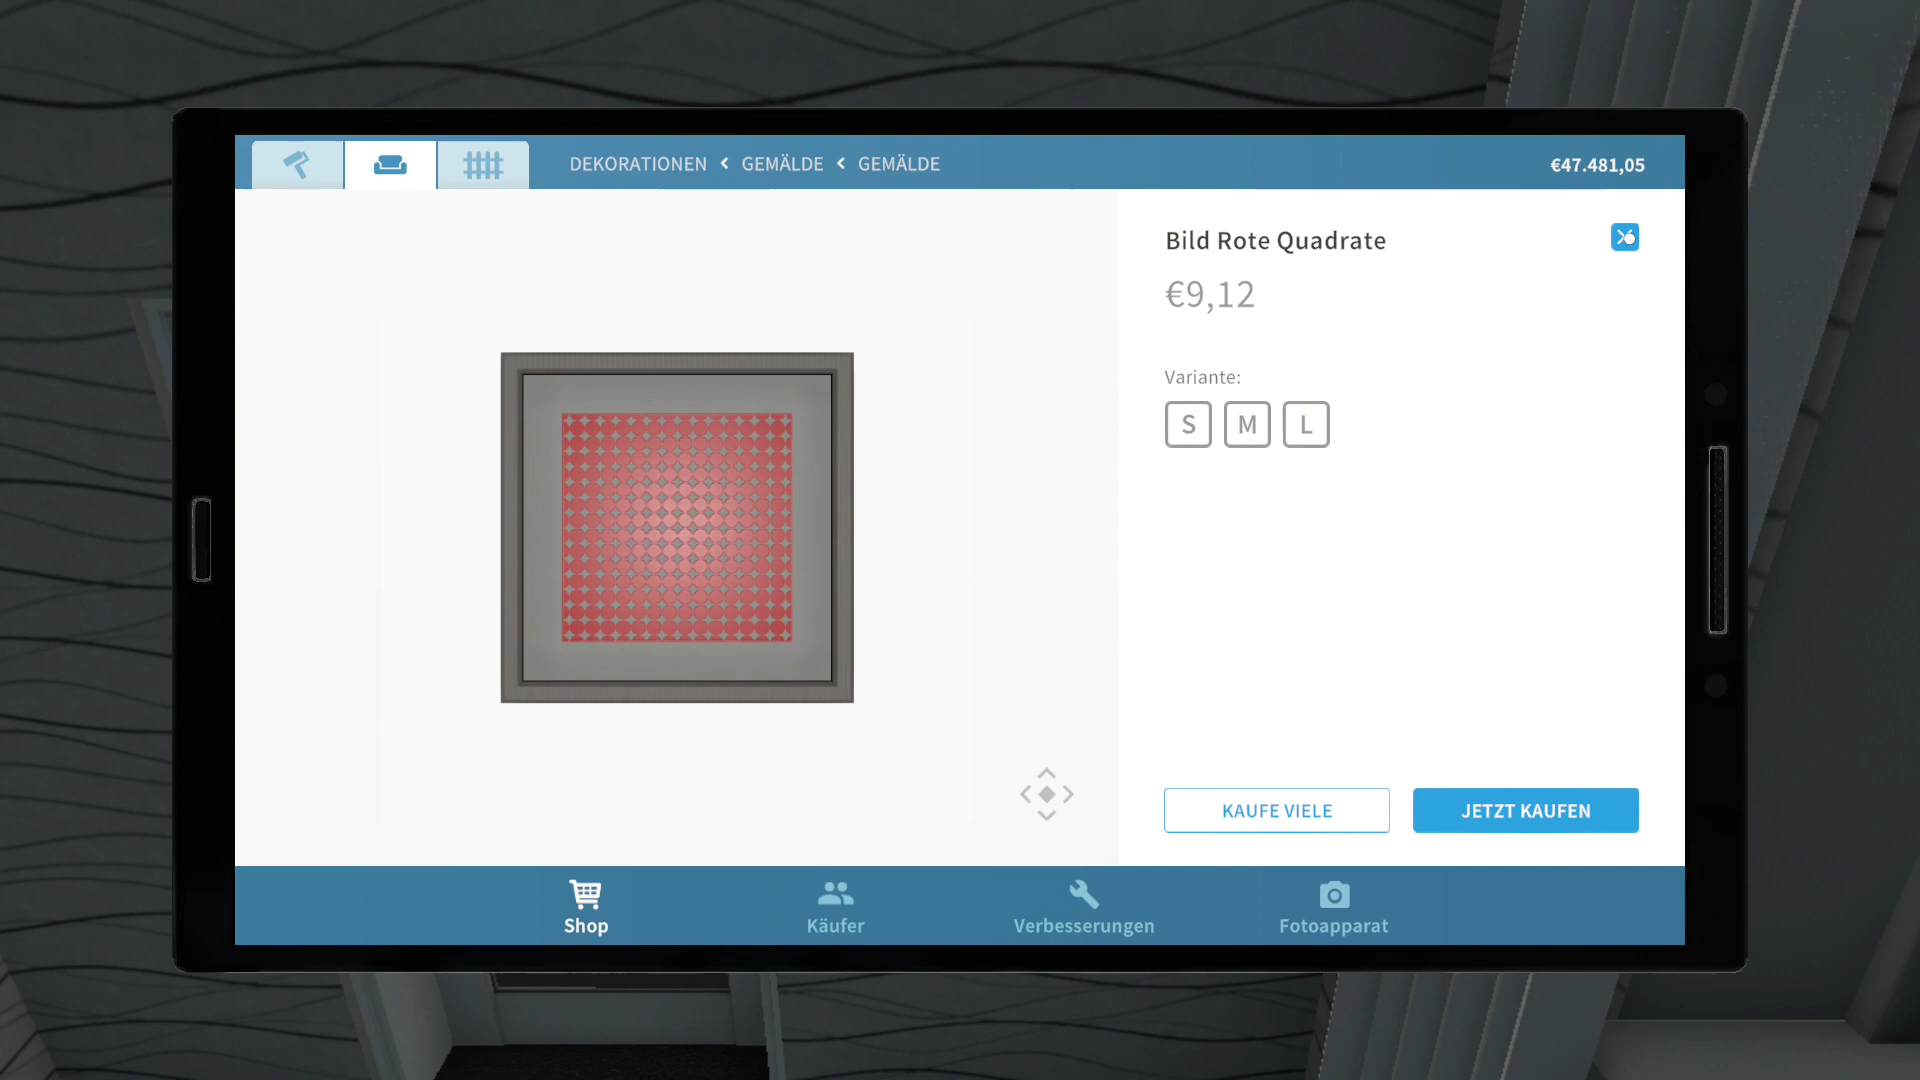 DEKORATIONEN < GEMÄLDE < GEMÄLDE
€47.481,05
Bild Rote Quadrate
€9,12
Variante:
S M L
KAUFE VIELE
JETZT KAUFEN
Shop
Käufer
Verbesserungen
Fotoapparat